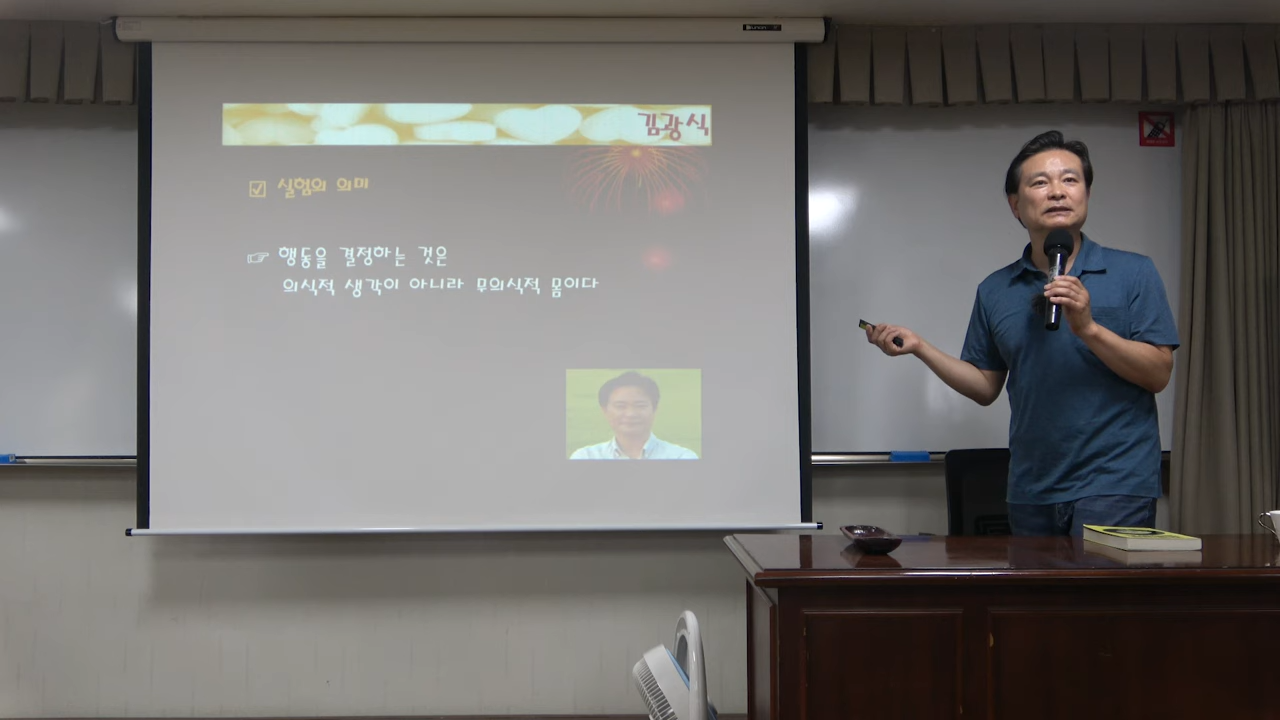 김광식
☑ 실험의 의미
☞ 행동을 결정하는 것은
의식적 생각이 아니라 무의식적 몸이다